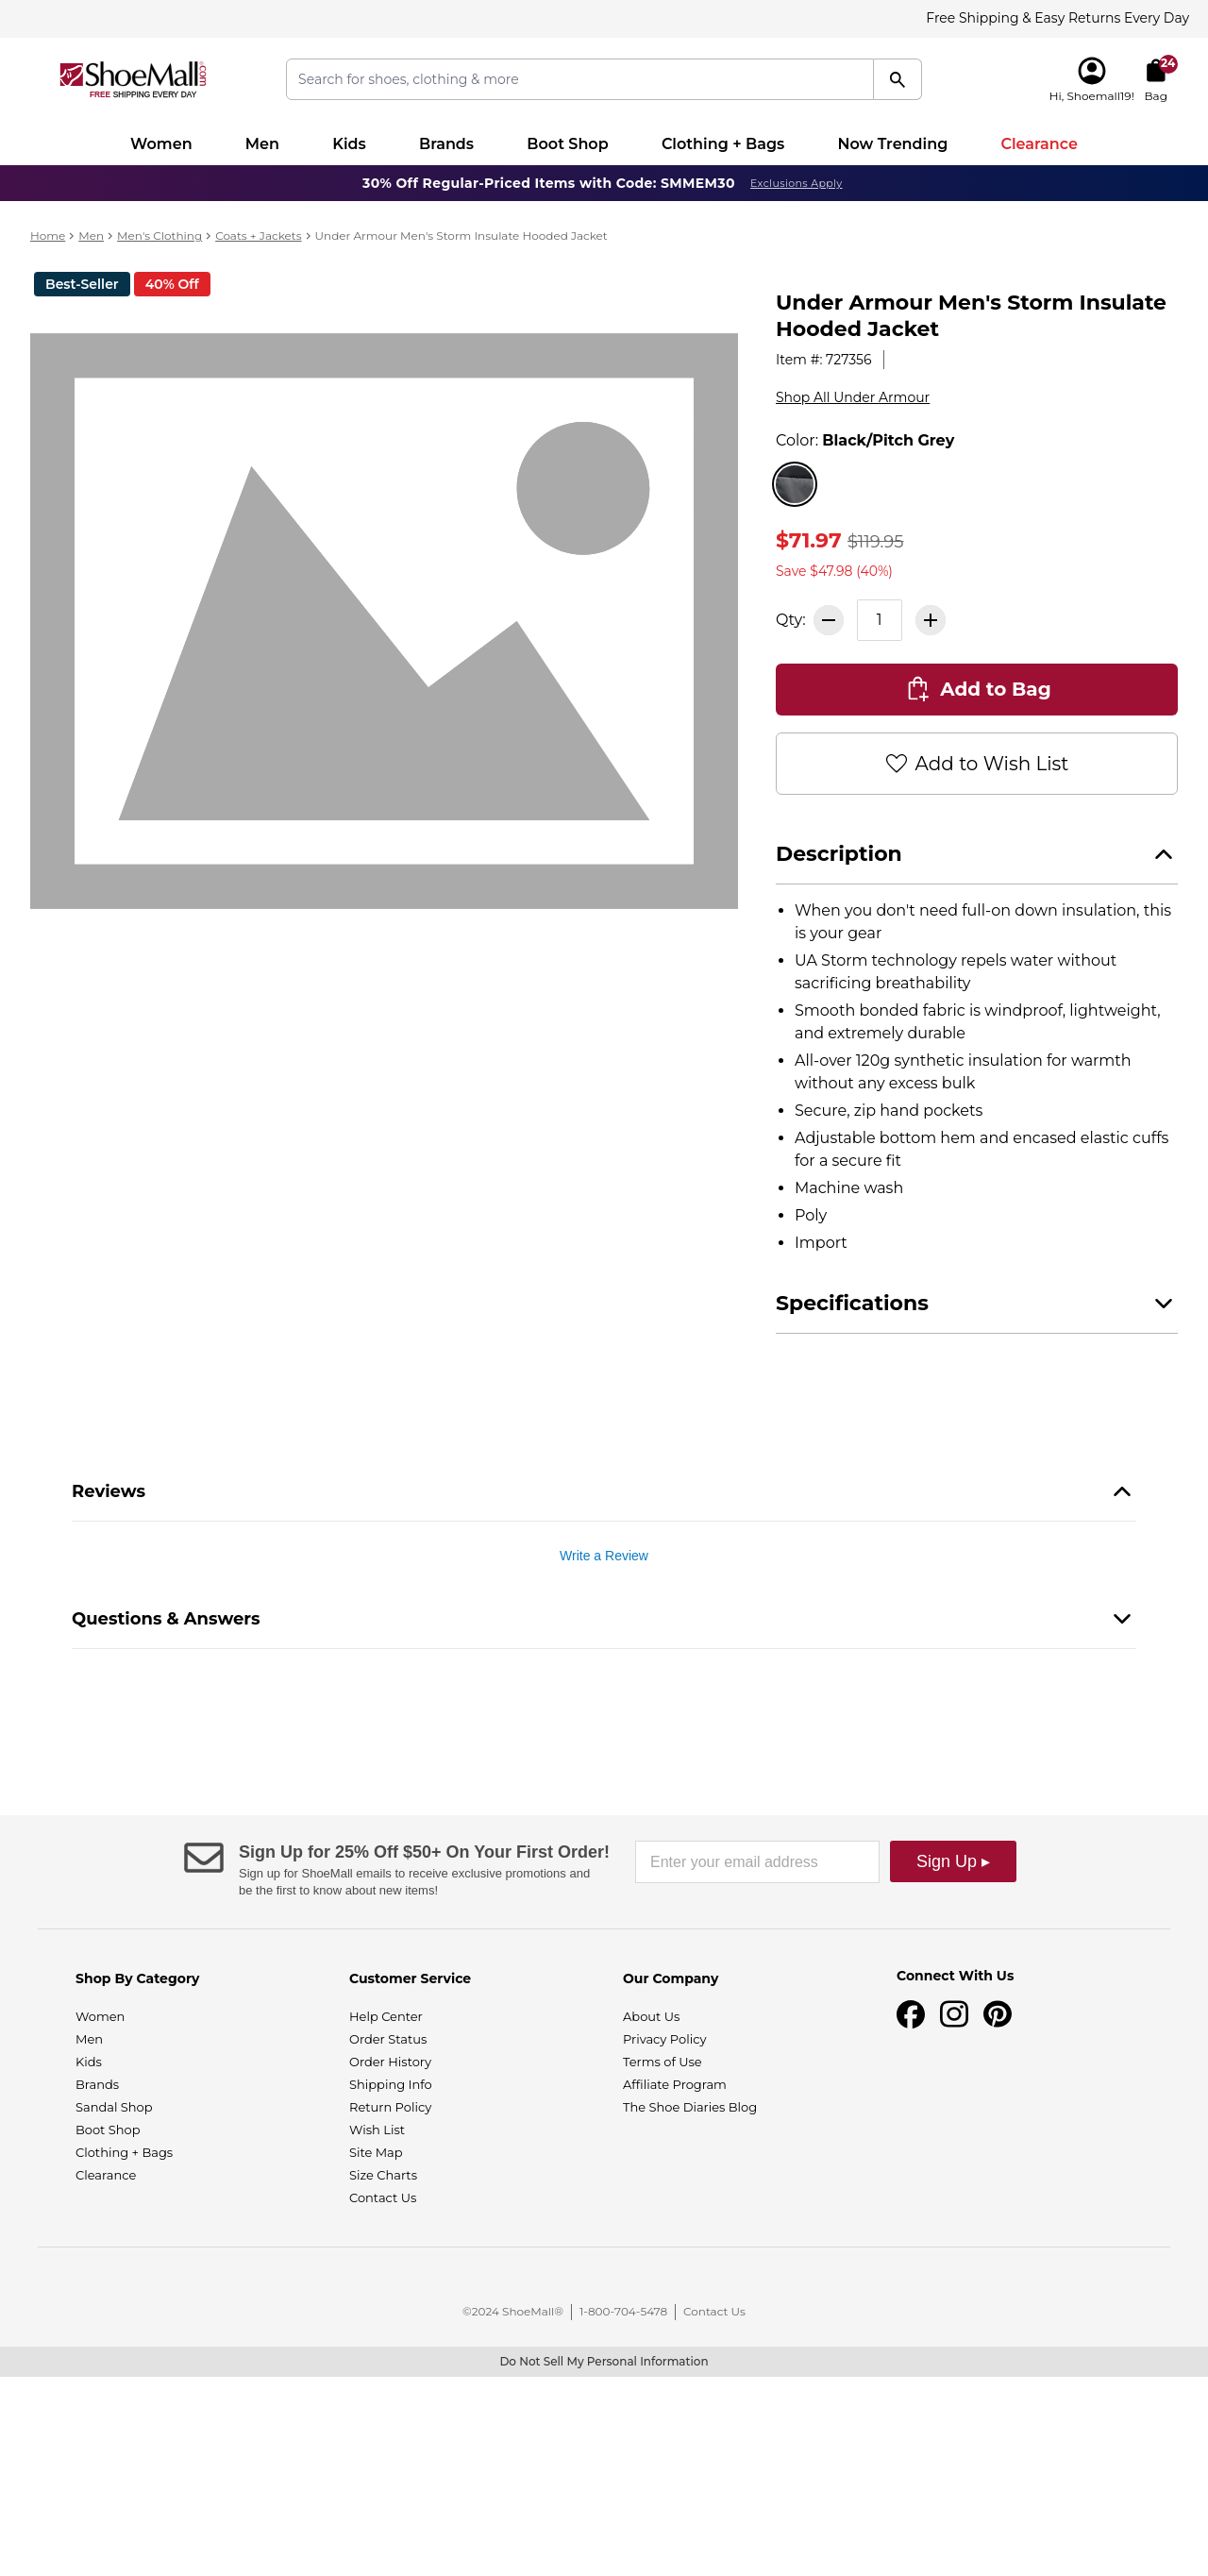 Free Shipping & Easy Returns Every Day
ShoeMall.com
FREE SHIPPING EVERY DAY
Search for shoes, clothing & more
Hi, Shoemall19!
24
Bag
Women Men Kids Brands Boot Shop Clothing + Bags Now Trending Clearance
30% Off Regular-Priced Items with Code: SMMEM30 Exclusions Apply
Home > Men > Men's Clothing > Coats + Jackets > Under Armour Men's Storm Insulate Hooded Jacket
Best-Seller 40% Off
Under Armour Men's Storm Insulate
Hooded Jacket
Item #: 727356
Shop All Under Armour
Color: Black/Pitch Grey
$71.97 $119.95
Save $47.98 (40%)
Qty: 1
Add to Bag
Add to Wish List
Description
• When you don't need full-on down insulation, this
is your gear
• UA Storm technology repels water without
sacrificing breathability
• Smooth bonded fabric is windproof, lightweight,
and extremely durable
• All-over 120g synthetic insulation for warmth
without any excess bulk
• Secure, zip hand pockets
• Adjustable bottom hem and encased elastic cuffs
for a secure fit
• Machine wash
• Poly
• Import
Specifications
Reviews
Write a Review
Questions & Answers
Sign Up for 25% Off $50+ On Your First Order!
Sign up for ShoeMall emails to receive exclusive promotions and
be the first to know about new items!
Enter your email address
Sign Up ▸
Shop By Category
Women
Men
Kids
Brands
Sandal Shop
Boot Shop
Clothing + Bags
Clearance
Customer Service
Help Center
Order Status
Order History
Shipping Info
Return Policy
Wish List
Site Map
Size Charts
Contact Us
Our Company
About Us
Privacy Policy
Terms of Use
Affiliate Program
The Shoe Diaries Blog
Connect With Us
©2024 ShoeMall® | 1-800-704-5478 | Contact Us
Do Not Sell My Personal Information